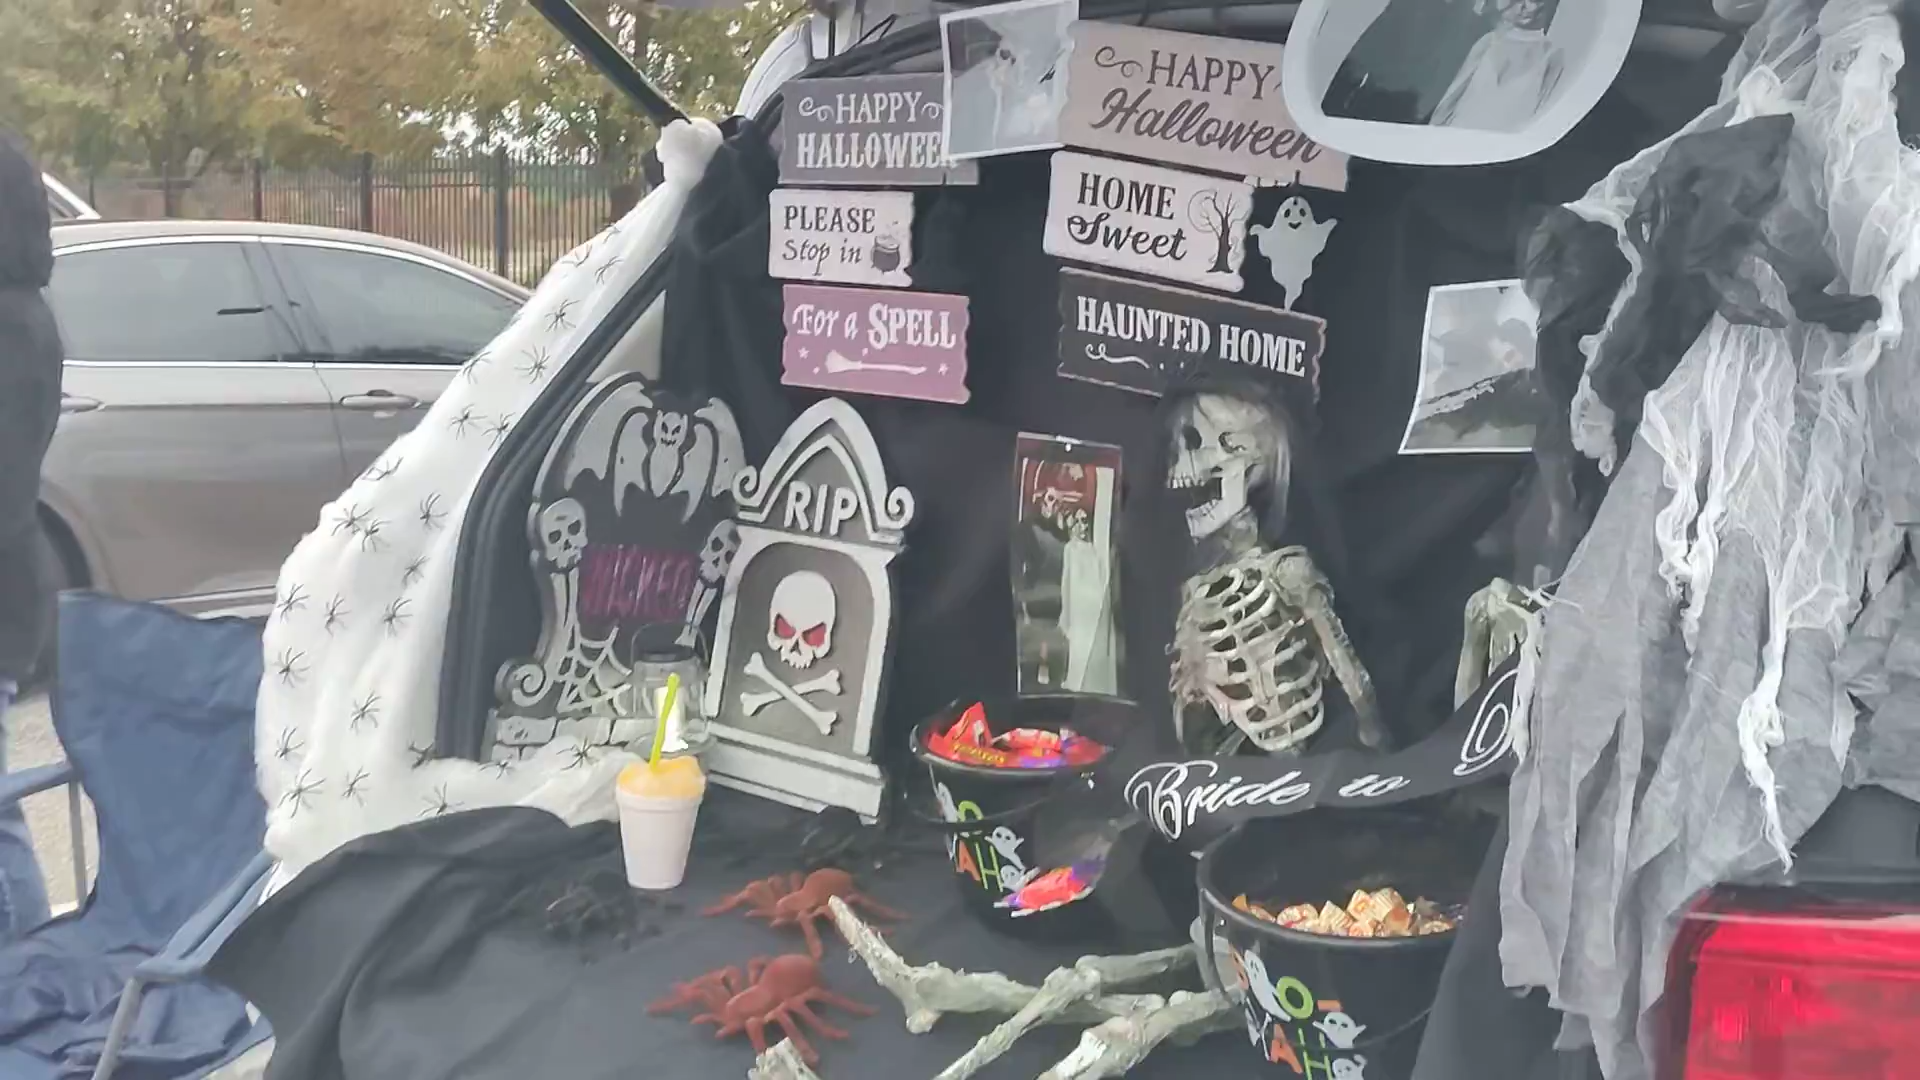 HAPPY
HALLOWEEN
PLEASE
Stop in
For a SPELL
HAPPY
Halloween
HOME
Sweet
HAUNTED HOME
WICKED
RIP
Bride to